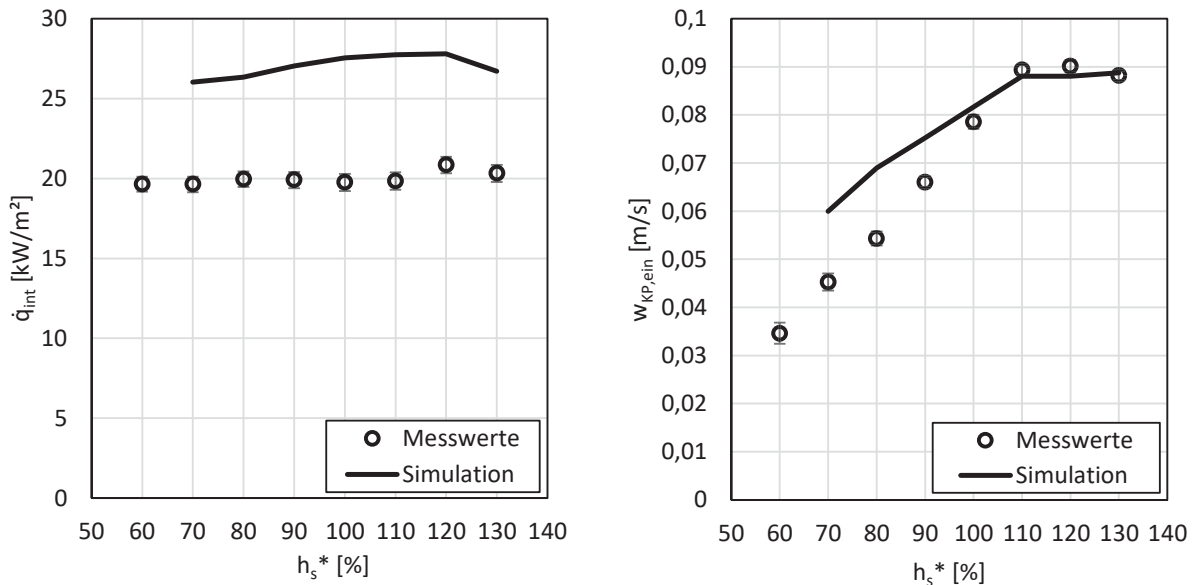 30
25
20
15
10
5
0
q̇int [kW/m²]
Messwerte
Simulation
50 60 70 80 90 100 110 120 130 140
hs* [%]
0,1
0,09
0,08
0,07
0,06
0,05
0,04
0,03
0,02
0,01
0
wKP,ein [m/s]
Messwerte
Simulation
50 60 70 80 90 100 110 120 130 140
hs* [%]